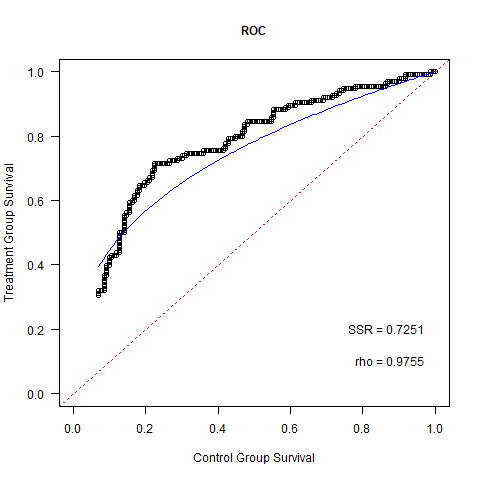 ROC
Treatment Group Survival
1.0
0.8
0.6
0.4
0.2
0.0
SSR = 0.7251
rho = 0.9755
0.0 0.2 0.4 0.6 0.8 1.0
Control Group Survival